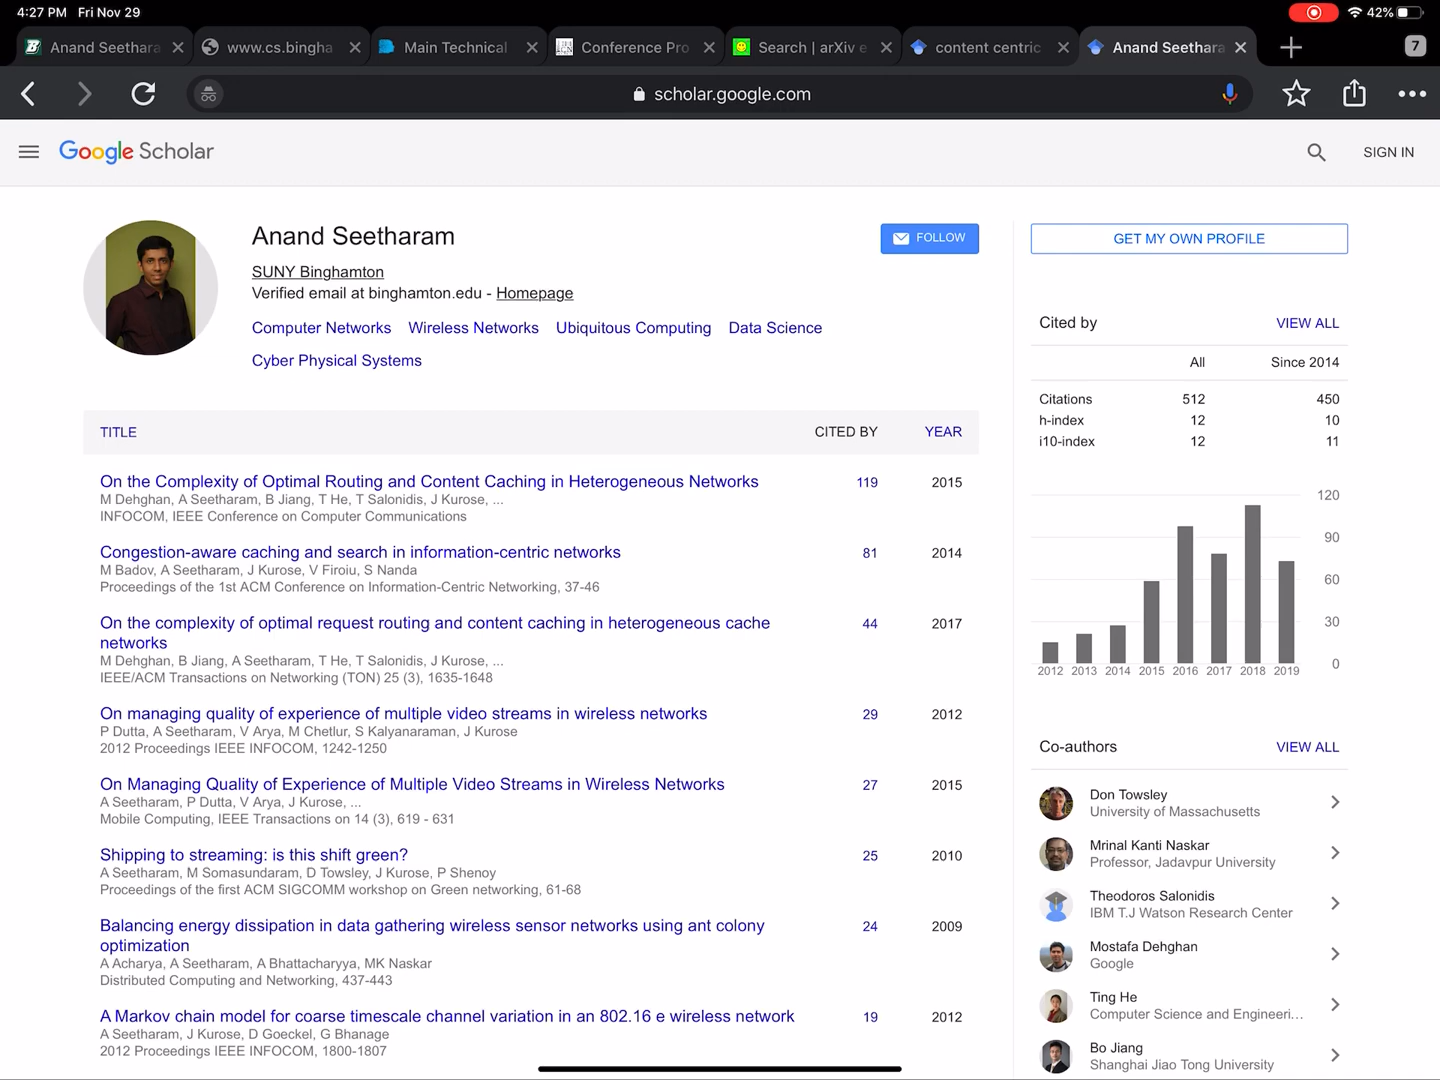 4:27 PM Fri Nov 29
42%
Anand Seethara
www.cs.bingha
Main Technical
Conference Pro
Search | arXiv e
content centric
Anand Seethara
7
scholar.google.com
Google Scholar
SIGN IN
Anand Seetharam
FOLLOW
SUNY Binghamton
Verified email at binghamton.edu - Homepage
Computer Networks Wireless Networks Ubiquitous Computing Data Science
Cyber Physical Systems
TITLE CITED BY YEAR
On the Complexity of Optimal Routing and Content Caching in Heterogeneous Networks 119 2015
M Dehghan, A Seetharam, B Jiang, T He, T Salonidis, J Kurose, ...
INFOCOM, IEEE Conference on Computer Communications
Congestion-aware caching and search in information-centric networks 81 2014
M Badov, A Seetharam, J Kurose, V Firoiu, S Nanda
Proceedings of the 1st ACM Conference on Information-Centric Networking, 37-46
On the complexity of optimal request routing and content caching in heterogeneous cache 44 2017
networks
M Dehghan, B Jiang, A Seetharam, T He, T Salonidis, J Kurose, ...
IEEE/ACM Transactions on Networking (TON) 25 (3), 1635-1648
On managing quality of experience of multiple video streams in wireless networks 29 2012
P Dutta, A Seetharam, V Arya, M Chetlur, S Kalyanaraman, J Kurose
2012 Proceedings IEEE INFOCOM, 1242-1250
On Managing Quality of Experience of Multiple Video Streams in Wireless Networks 27 2015
A Seetharam, P Dutta, V Arya, J Kurose, ...
Mobile Computing, IEEE Transactions on 14 (3), 619 - 631
Shipping to streaming: is this shift green? 25 2010
A Seetharam, M Somasundaram, D Towsley, J Kurose, P Shenoy
Proceedings of the first ACM SIGCOMM workshop on Green networking, 61-68
Balancing energy dissipation in data gathering wireless sensor networks using ant colony 24 2009
optimization
A Acharya, A Seetharam, A Bhattacharyya, MK Naskar
Distributed Computing and Networking, 437-443
A Markov chain model for coarse timescale channel variation in an 802.16 e wireless network 19 2012
A Seetharam, J Kurose, D Goeckel, G Bhanage
2012 Proceedings IEEE INFOCOM, 1800-1807
GET MY OWN PROFILE
Cited by VIEW ALL
All Since 2014
Citations 512 450
h-index 12 10
i10-index 12 11
120
90
60
30
0
2012 2013 2014 2015 2016 2017 2018 2019
Co-authors VIEW ALL
Don Towsley
University of Massachusetts
Mrinal Kanti Naskar
Professor, Jadavpur University
Theodoros Salonidis
IBM T.J Watson Research Center
Mostafa Dehghan
Google
Ting He
Computer Science and Engineeri...
Bo Jiang
Shanghai Jiao Tong University